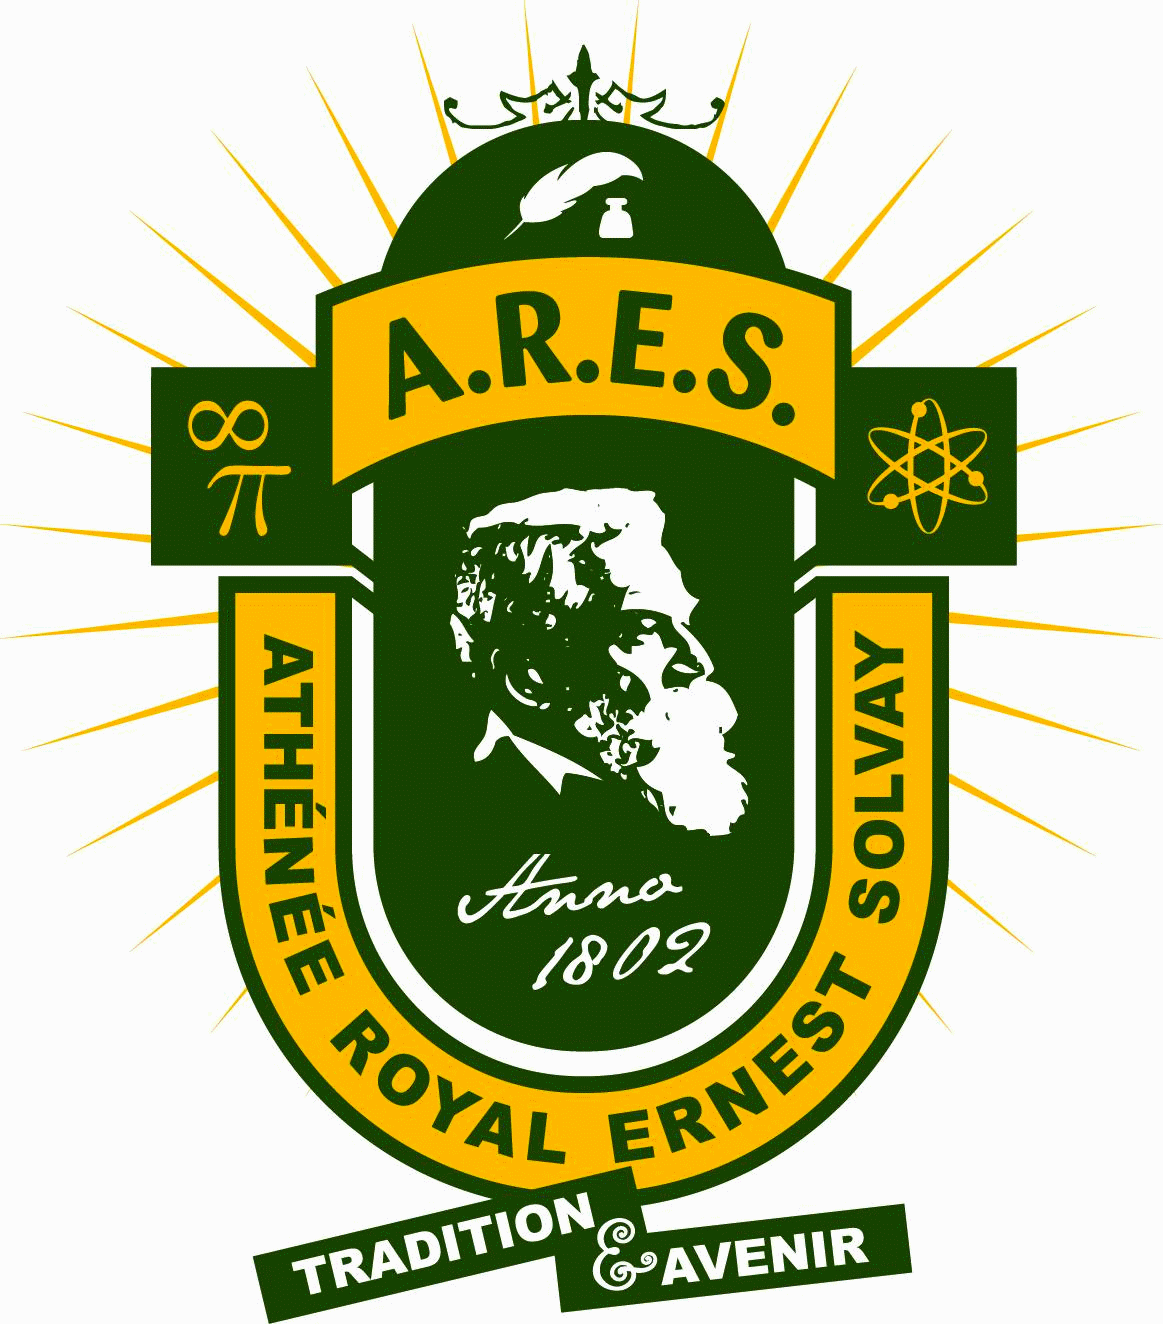 A.R.E.S.
∞
π
Anno
1802
ATHÉNÉE ROYAL ERNEST SOLVAY
TRADITION
& AVENIR